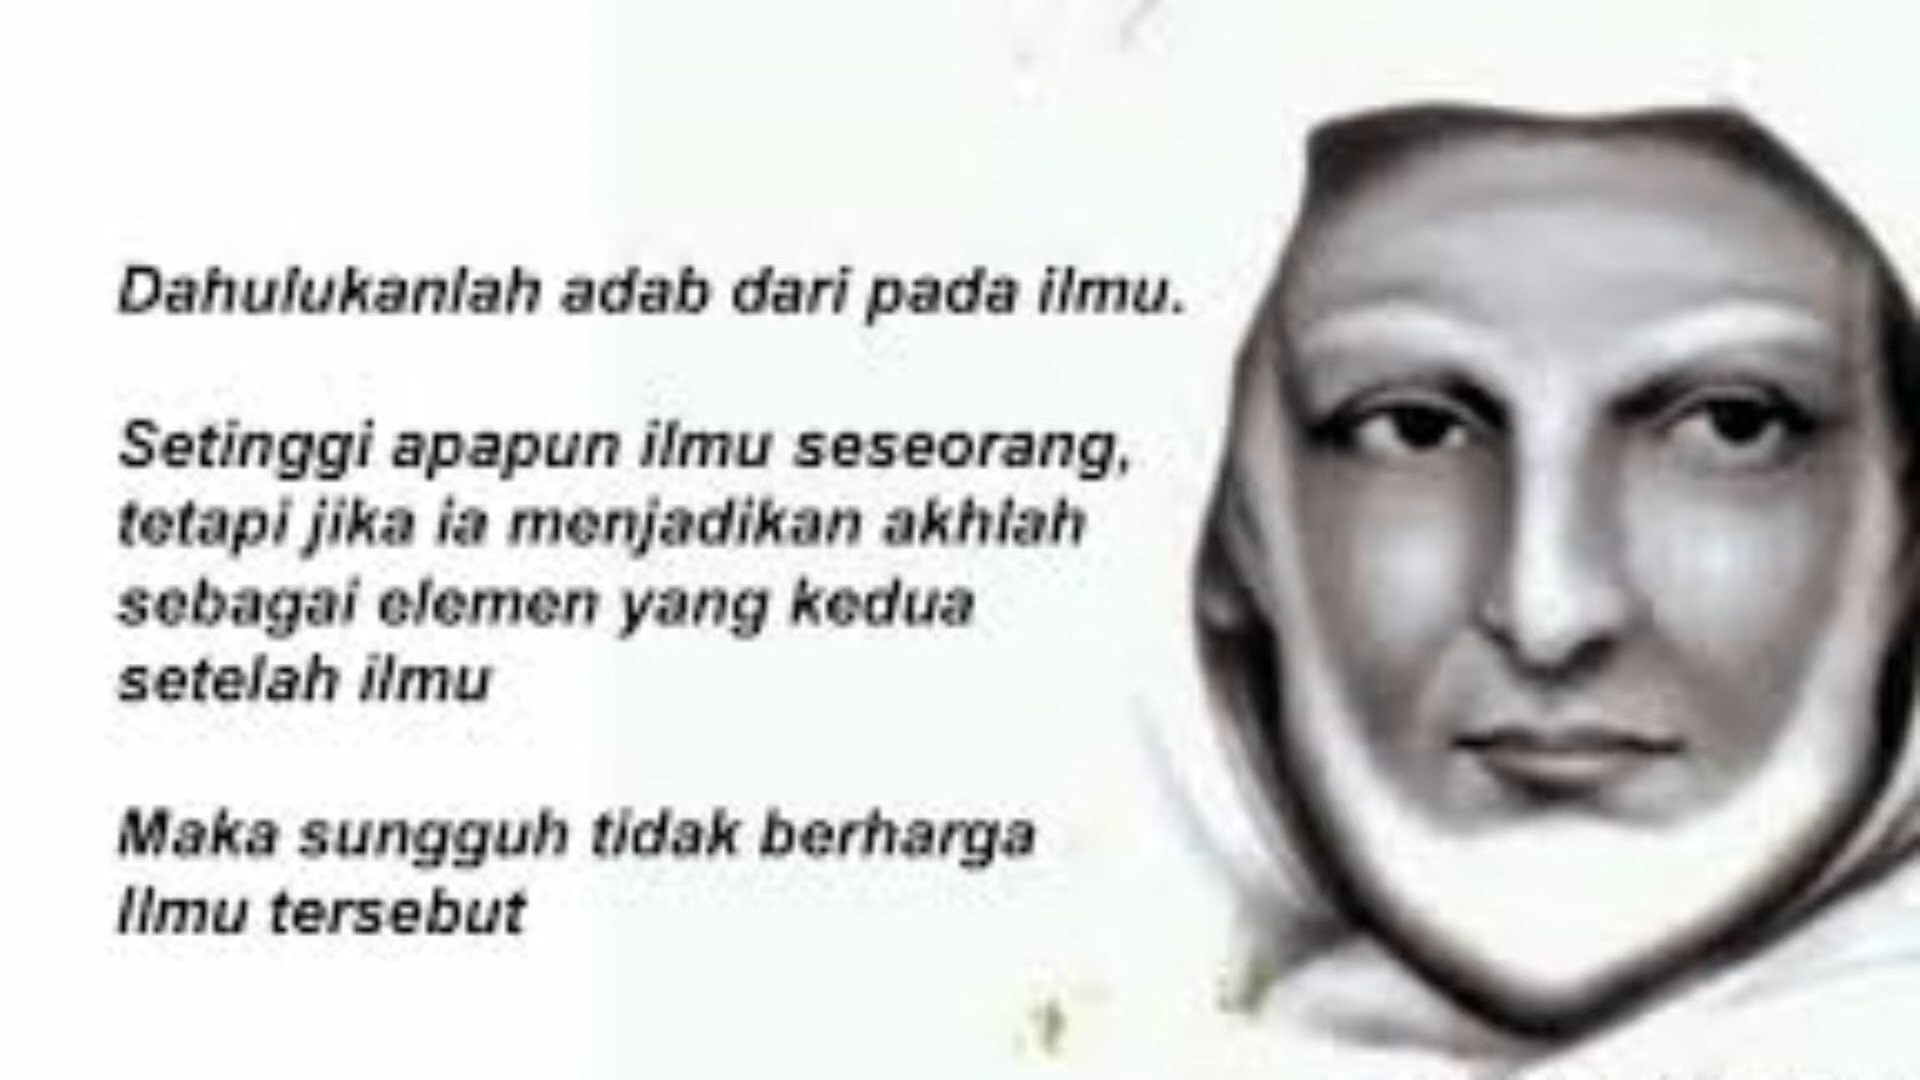 Dahulukanlah adab dari pada ilmu.
Setinggi apapun ilmu seseorang,
tetapi jika ia menjadikan akhlah
sebagai elemen yang kedua
setelah ilmu
Maka sungguh tidak berharga
Ilmu tersebut